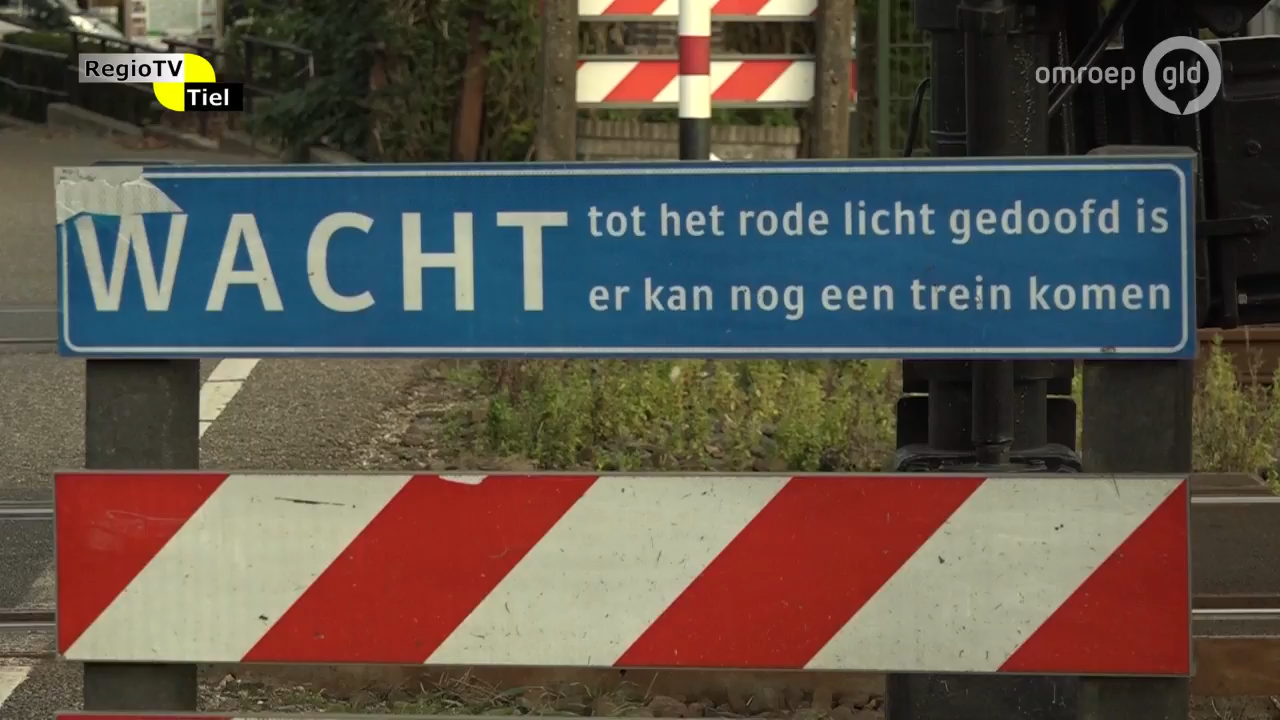 RegioTV
Tiel
omroep gld
WACHT
tot het rode licht gedoofd is
er kan nog een trein komen